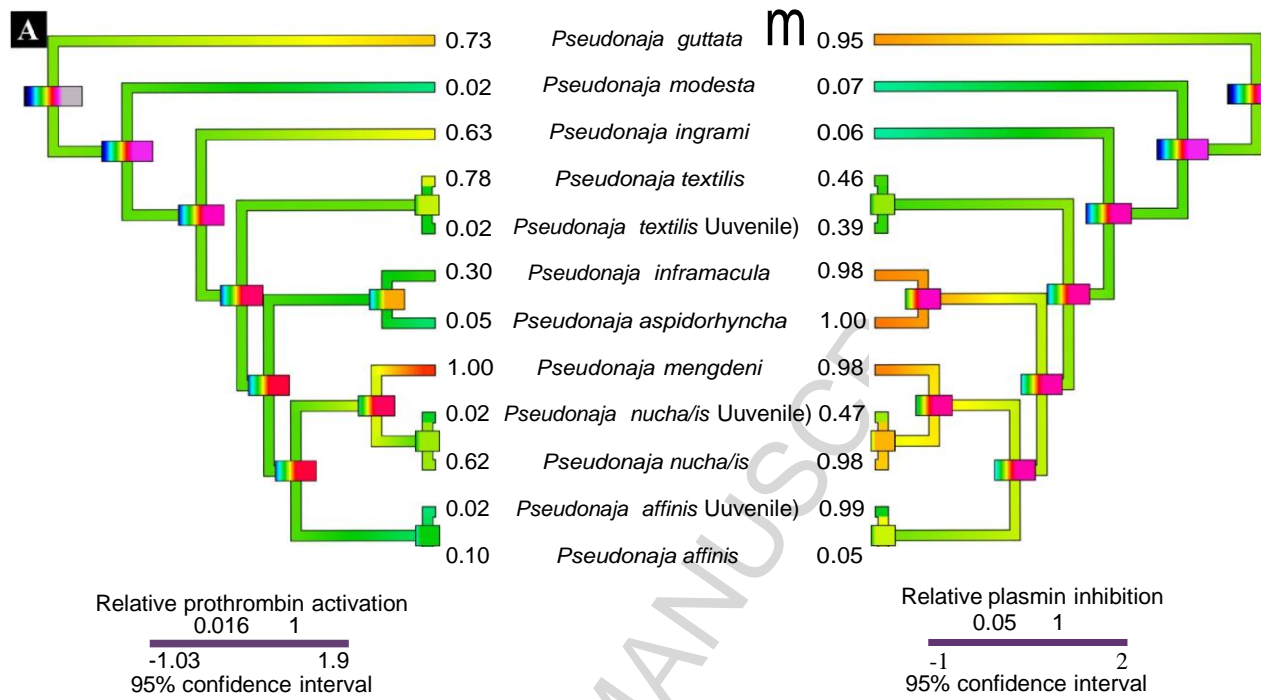 A
m
0.73 Pseudonaja guttata 0.95
0.02 Pseudonaja modesta 0.07
0.63 Pseudonaja ingrami 0.06
0.78 Pseudonaja textilis 0.46
0.02 Pseudonaja textilis Uuvenile) 0.39
0.30 Pseudonaja inframacula 0.98
0.05 Pseudonaja aspidorhyncha 1.00
1.00 Pseudonaja mengdeni 0.98
0.02 Pseudonaja nucha/is Uuvenile) 0.47
0.62 Pseudonaja nucha/is 0.98
0.02 Pseudonaja affinis Uuvenile) 0.99
0.10 Pseudonaja affinis 0.05
Relative prothrombin activation
0.016 1
-1.03 1.9
95% confidence interval
Relative plasmin inhibition
0.05 1
-1 2
95% confidence interval
MANUSC